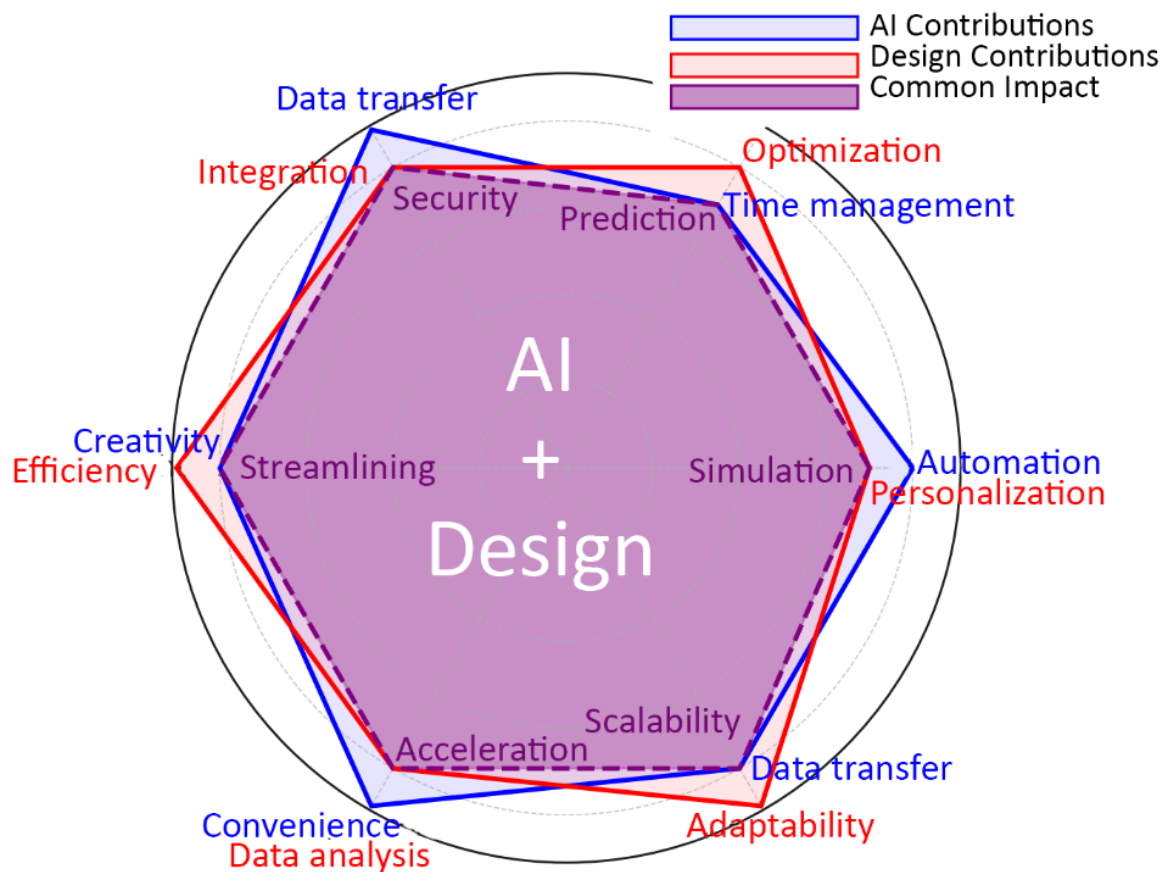 AI Contributions
Design Contributions
Common Impact
Data transfer
Optimization
Integration
Security
Prediction
Time management
AI
Creativity
Efficiency
Streamlining
+
Simulation
Automation
Personalization
Design
Scalability
Acceleration
Data transfer
Convenience
Adaptability
Data analysis